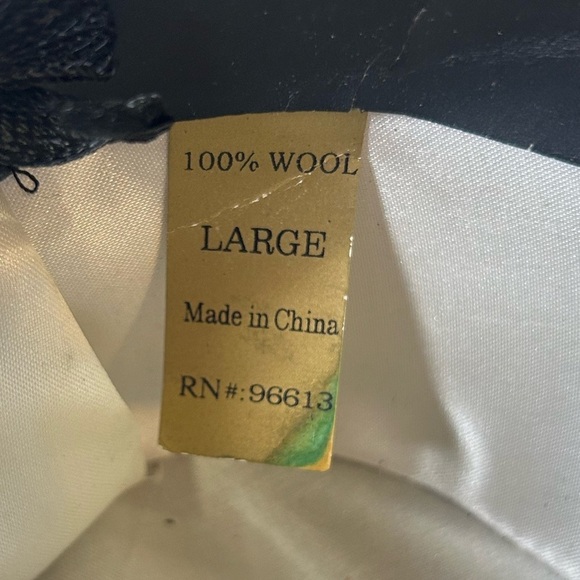 100% WOOL
LARGE
Made in China
RN#:96613